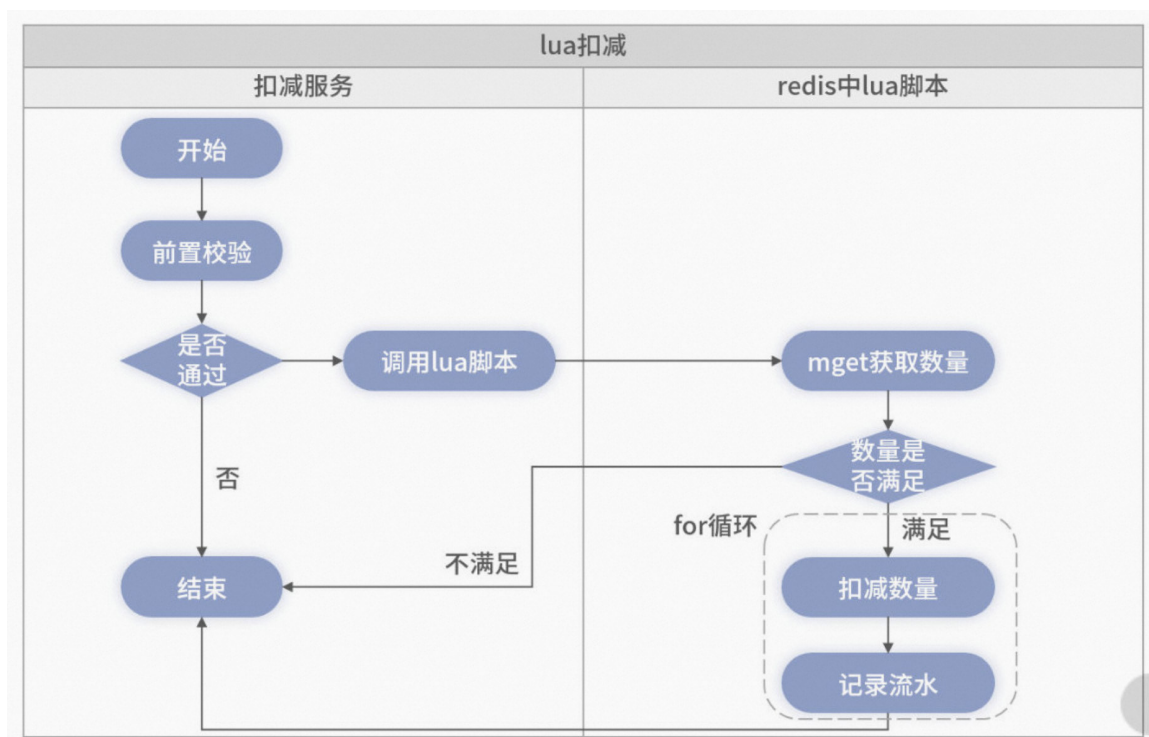 lua扣减
扣减服务
redis中lua脚本
开始
前置校验
是否
通过
调用lua脚本
mget获取数量
数量是
否满足
否
for循环
满足
不满足
结束
扣减数量
记录流水